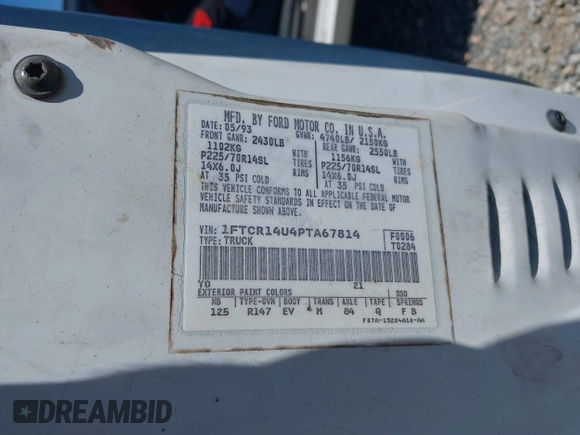 MFD. BY FORD MOTOR CO. IN U.S.A.
DATE: 05/93 GVWR: 4740LB/ 2150KG
FRONT GAWR: 2430LB REAR GAWR: 2550LB
1102KG WITH 1156KG WITH
P225/70R14SL TIRES P225/70R14SL TIRES
14X6.0J RIMS 14X6.0J RIMS
AT 35 PSI COLD AT 35 PSI COLD
THIS VEHICLE CONFORMS TO ALL APPLICABLE FEDERAL MOTOR
VEHICLE SAFETY STANDARDS IN EFFECT ON THE DATE OF
MANUFACTURE SHOWN ABOVE.
VIN: 1FTCR14U4PTA67814 F0006
TYPE: TRUCK T0284
YO 21
EXTERIOR PAINT COLORS DSO
WB TYPE-GVW BODY TRANS AXLE TAPE SPRINGS
125 R147 EV M 84 Q F B
DREAMBID